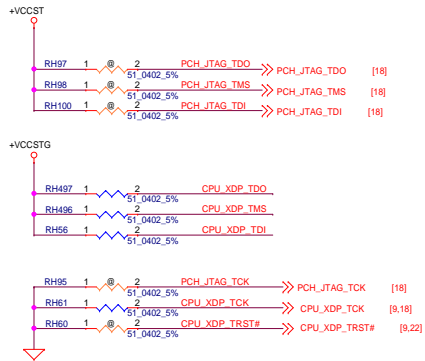 +VCCST
RH97 1 @ 2 PCH_JTAG_TDO PCH_JTAG_TDO [18]
51_0402_5%
RH98 1 @ 2 PCH_JTAG_TMS PCH_JTAG_TMS [18]
51_0402_5%
RH100 1 @ 2 PCH_JTAG_TDI PCH_JTAG_TDI [18]
51_0402_5%
+VCCSTG
RH497 1 2 CPU_XDP_TDO
51_0402_5%
RH496 1 2 CPU_XDP_TMS
51_0402_5%
RH56 1 2 CPU_XDP_TDI
51_0402_5%
RH95 1 @ 2 PCH_JTAG_TCK PCH_JTAG_TCK [18]
51_0402_5%
RH61 1 2 CPU_XDP_TCK CPU_XDP_TCK [9,18]
51_0402_5%
RH60 1 @ 2 CPU_XDP_TRST# CPU_XDP_TRST# [9,22]
51_0402_5%